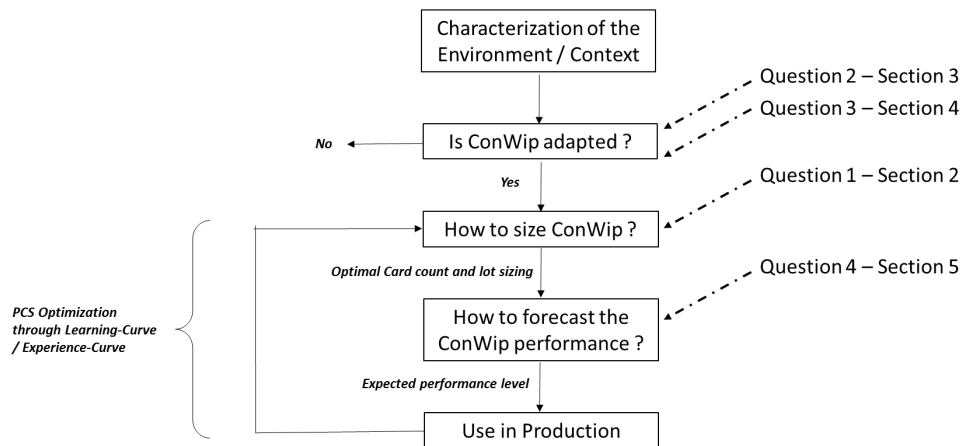 Characterization of the
Environment / Context
Question 2 – Section 3
Question 3 – Section 4
No
Is ConWip adapted ?
Yes
Question 1 – Section 2
How to size ConWip ?
Optimal Card count and lot sizing
Question 4 – Section 5
PCS Optimization
through Learning-Curve
/ Experience-Curve
How to forecast the
ConWip performance ?
Expected performance level
Use in Production